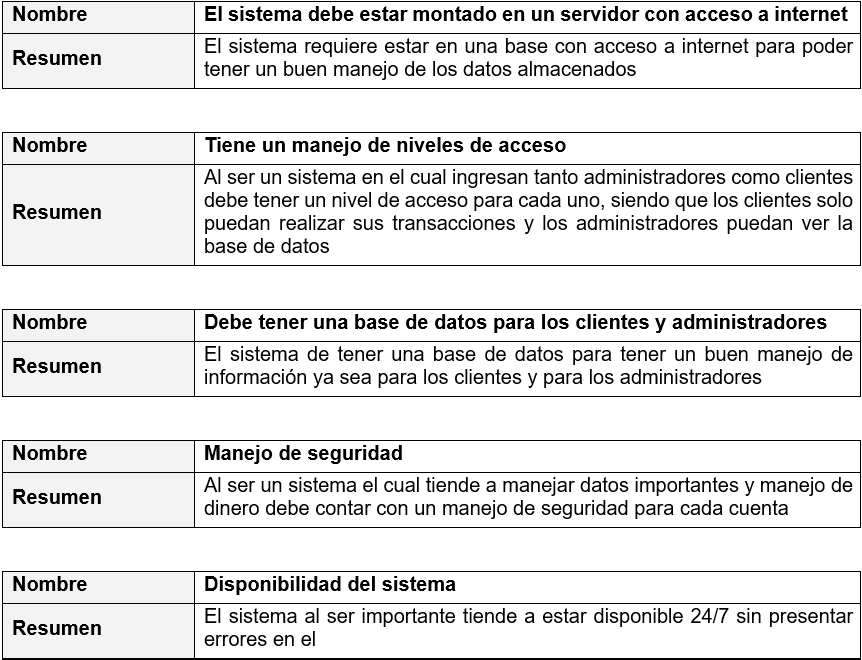 Nombre El sistema debe estar montado en un servidor con acceso a internet
Resumen El sistema requiere estar en una base con acceso a internet para poder
tener un buen manejo de los datos almacenados
Nombre Tiene un manejo de niveles de acceso
Resumen Al ser un sistema en el cual ingresan tanto administradores como clientes
debe tener un nivel de acceso para cada uno, siendo que los clientes solo
puedan realizar sus transacciones y los administradores puedan ver la
base de datos
Nombre Debe tener una base de datos para los clientes y administradores
Resumen El sistema de tener una base de datos para tener un buen manejo de
información ya sea para los clientes y para los administradores
Nombre Manejo de seguridad
Resumen Al ser un sistema el cual tiende a manejar datos importantes y manejo de
dinero debe contar con un manejo de seguridad para cada cuenta
Nombre Disponibilidad del sistema
Resumen El sistema al ser importante tiende a estar disponible 24/7 sin presentar
errores en el